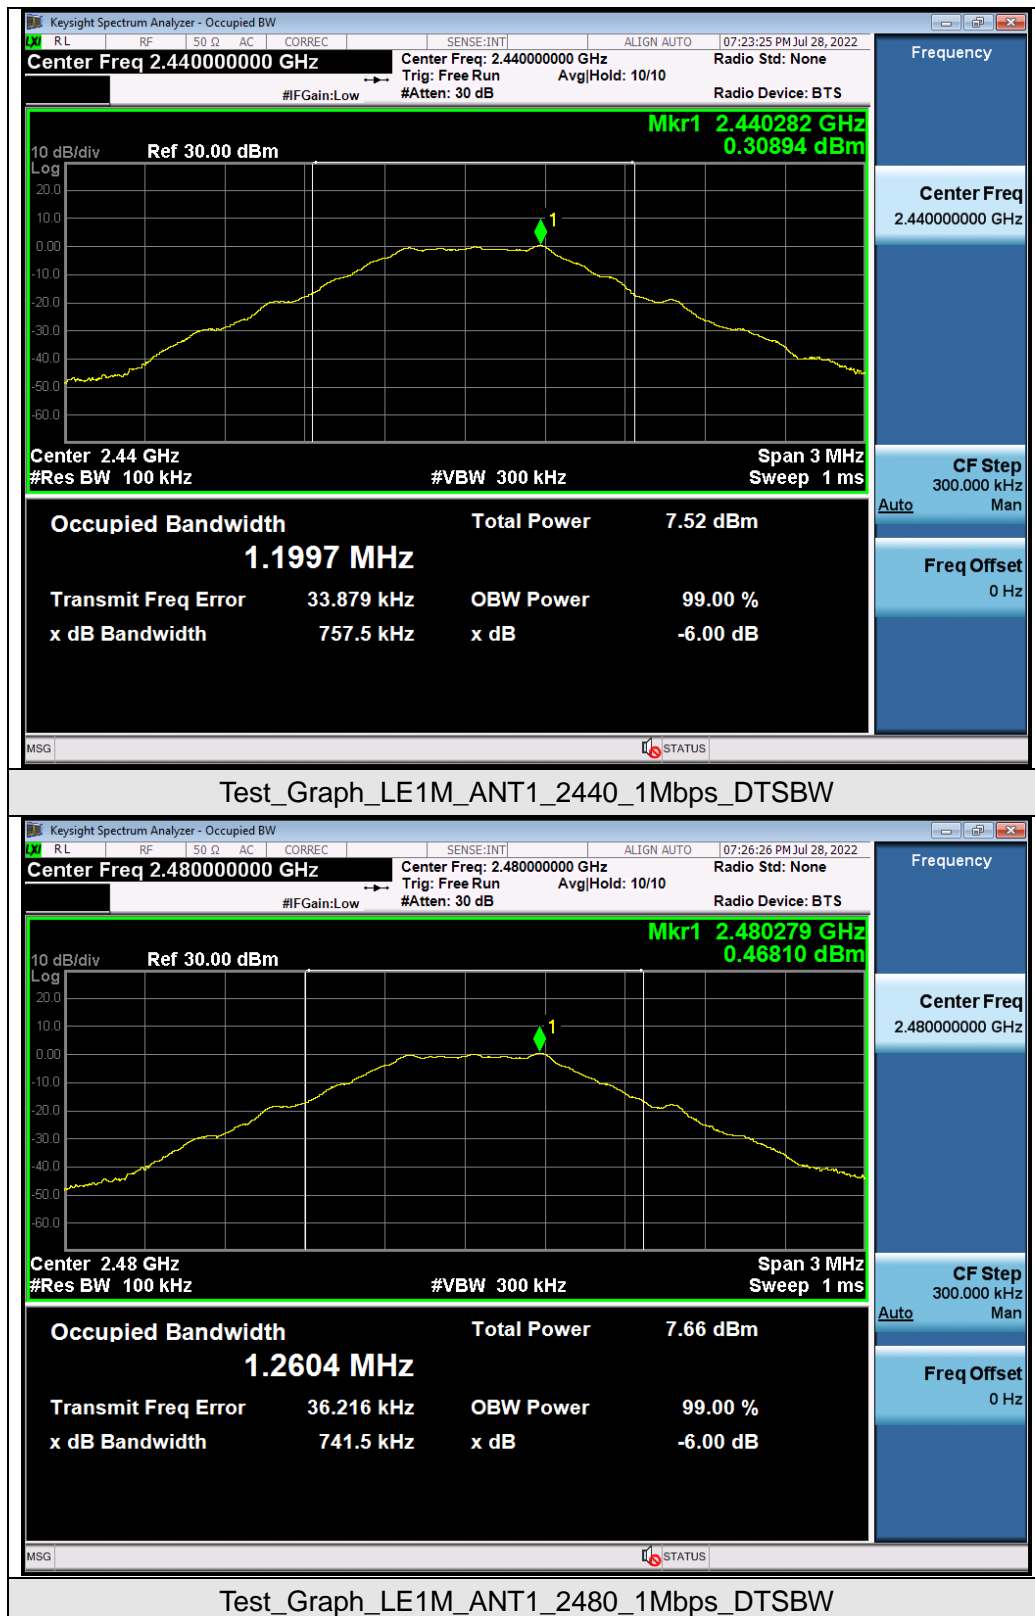 Keysight Spectrum Analyzer - Occupied BW
LXI RL RF 50 Ω AC CORREC SENSE:INT ALIGN AUTO 07:23:25 PM Jul 28, 2022
Center Freq 2.440000000 GHz
Center Freq: 2.440000000 GHz
Radio Std: None
Trig: Free Run Avg|Hold: 10/10
#IFGain:Low #Atten: 30 dB Radio Device: BTS
Frequency
Mkr1 2.440282 GHz
0.30894 dBm
10 dB/div Ref 30.00 dBm
Log
20.0
10.0
0.00
-10.0
-20.0
-30.0
-40.0
-50.0
-60.0
1
Center 2.44 GHz Span 3 MHz
#Res BW 100 kHz #VBW 300 kHz Sweep 1 ms
Center Freq
2.440000000 GHz
CF Step
300.000 kHz
Auto Man
Freq Offset
0 Hz
Occupied Bandwidth Total Power 7.52 dBm
1.1997 MHz
Transmit Freq Error 33.879 kHz OBW Power 99.00 %
x dB Bandwidth 757.5 kHz x dB -6.00 dB
MSG STATUS
Test_Graph_LE1M_ANT1_2440_1Mbps_DTSBW
Keysight Spectrum Analyzer - Occupied BW
LXI RL RF 50 Ω AC CORREC SENSE:INT ALIGN AUTO 07:26:26 PM Jul 28, 2022
Center Freq 2.480000000 GHz
Center Freq: 2.480000000 GHz
Radio Std: None
Trig: Free Run Avg|Hold: 10/10
#IFGain:Low #Atten: 30 dB Radio Device: BTS
Frequency
Mkr1 2.480279 GHz
0.46810 dBm
10 dB/div Ref 30.00 dBm
Log
20.0
10.0
0.00
-10.0
-20.0
-30.0
-40.0
-50.0
-60.0
1
Center 2.48 GHz Span 3 MHz
#Res BW 100 kHz #VBW 300 kHz Sweep 1 ms
Center Freq
2.480000000 GHz
CF Step
300.000 kHz
Auto Man
Freq Offset
0 Hz
Occupied Bandwidth Total Power 7.66 dBm
1.2604 MHz
Transmit Freq Error 36.216 kHz OBW Power 99.00 %
x dB Bandwidth 741.5 kHz x dB -6.00 dB
MSG STATUS
Test_Graph_LE1M_ANT1_2480_1Mbps_DTSBW